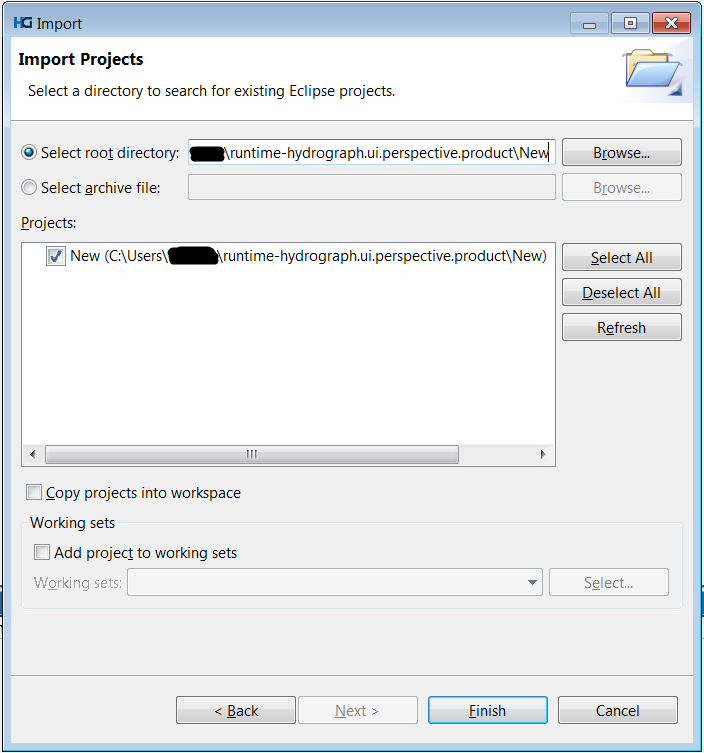 HG Import
Import Projects
Select a directory to search for existing Eclipse projects.
Select root directory: \runtime-hydrograph.ui.perspective.product\New Browse...
Select archive file: Browse...
Projects:
New (C:\Users\ \runtime-hydrograph.ui.perspective.product\New) Select All
Deselect All
Refresh
Copy projects into workspace
Working sets
Add project to working sets
Working sets: Select...
< Back Next > Finish Cancel